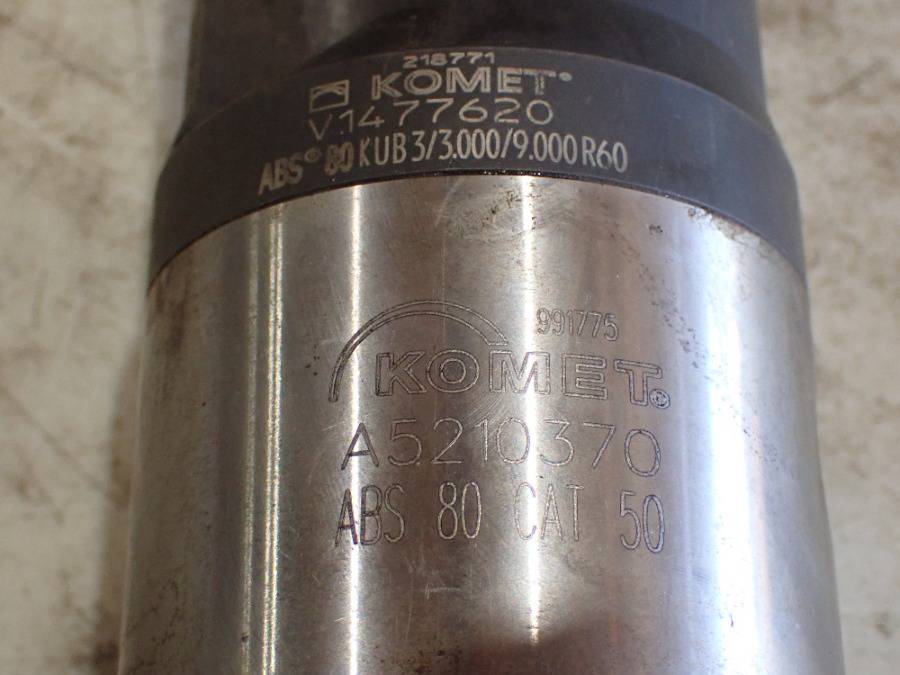 218771
KOMET®
V1477620
ABS® 80 KUB 3/3.000/9.000 R60
991775
KOMET®
A5210370
ABS 80 CAT 50